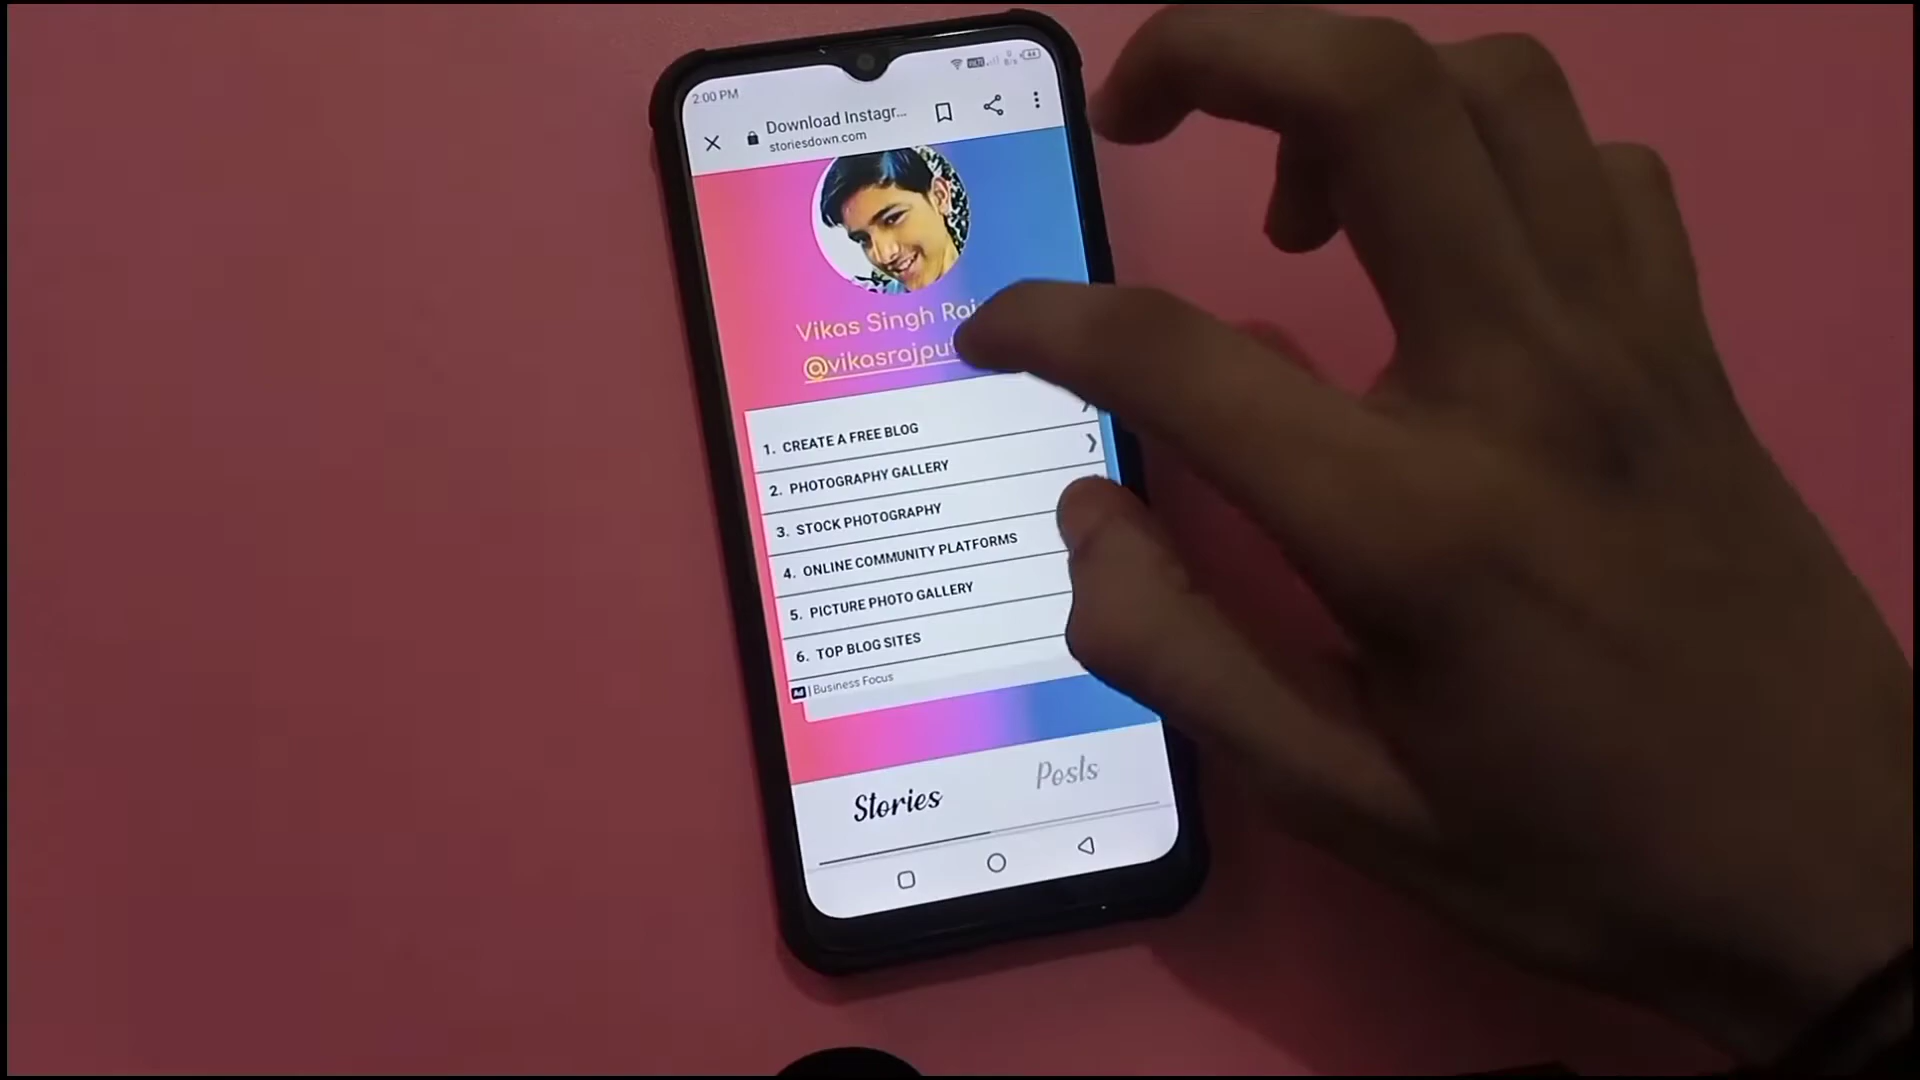 2:00 PM
Download Instagr...
storiesdown.com
Vikas Singh
@vikasrajpu
1. CREATE A FREE BLOG
2. PHOTOGRAPHY GALLERY
3. STOCK PHOTOGRAPHY
4. ONLINE COMMUNITY PLATFORMS
5. PICTURE PHOTO GALLERY
6. TOP BLOG SITES
Ad | Business Focus
Stories
Posts